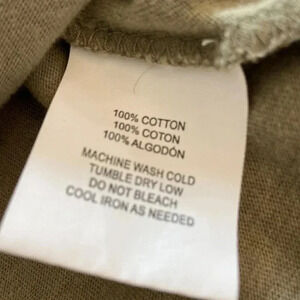 100% COTTON
100% COTON
100% ALGODÓN
MACHINE WASH COLD
TUMBLE DRY LOW
DO NOT BLEACH
COOL IRON AS NEEDED